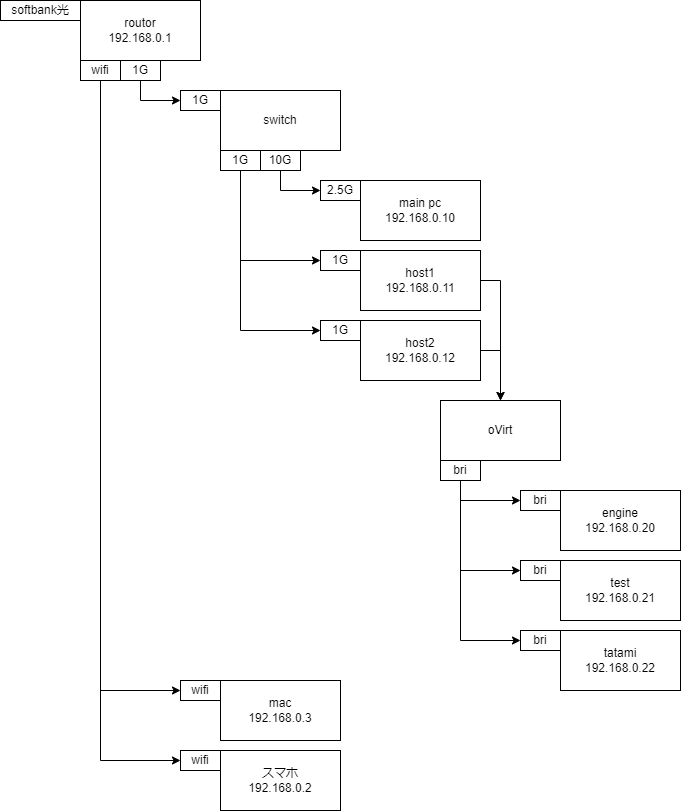 softbank光
routor
192.168.0.1
wifi
1G
1G
switch
1G
10G
2.5G
main pc
192.168.0.10
1G
host1
192.168.0.11
1G
host2
192.168.0.12
oVirt
bri
bri
engine
192.168.0.20
bri
test
192.168.0.21
bri
tatami
192.168.0.22
wifi
mac
192.168.0.3
wifi
スマホ
192.168.0.2